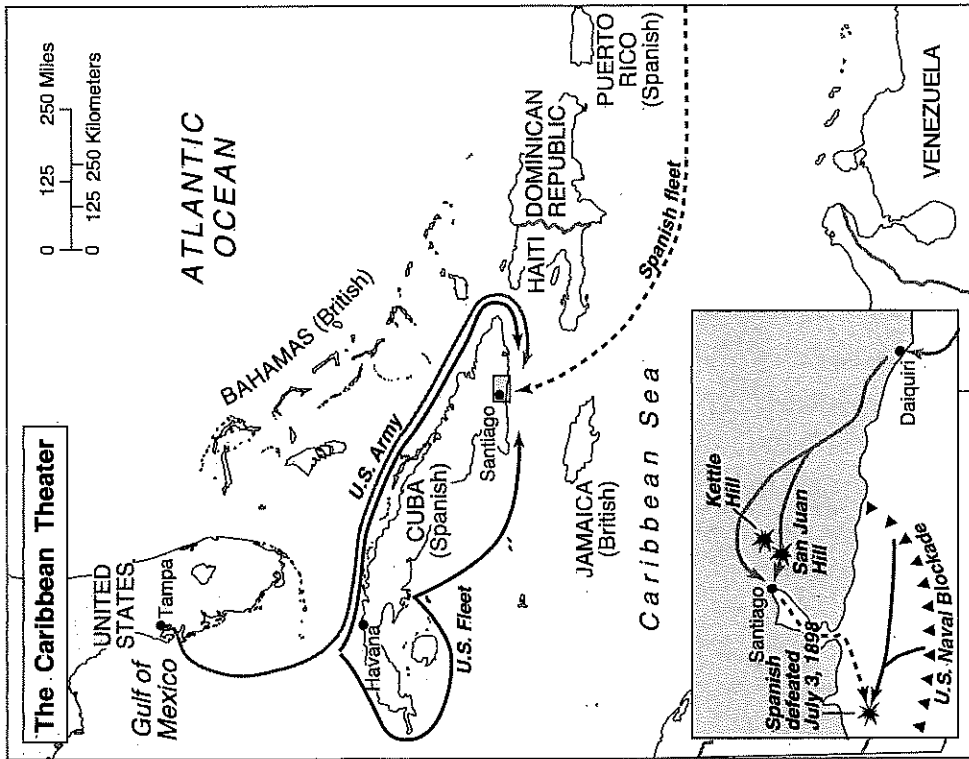 The Caribbean Theater
0 125 250 Miles
0 125 250 Kilometers
UNITED
STATES
Tampa
Gulf of
Mexico
ATLANTIC
OCEAN
BAHAMAS (British)
U.S. Army
Havana
CUBA
(Spanish)
Santiago
U.S. Fleet
HAITI
DOMINICAN
REPUBLIC
PUERTO
RICO
(Spanish)
JAMAICA
(British)
Spanish fleet
Caribbean Sea
VENEZUELA
Kettle
Hill
San Juan
Hill
Santiago
Daiquiri
Spanish
defeated
July 3, 1898
U.S. Naval Blockade